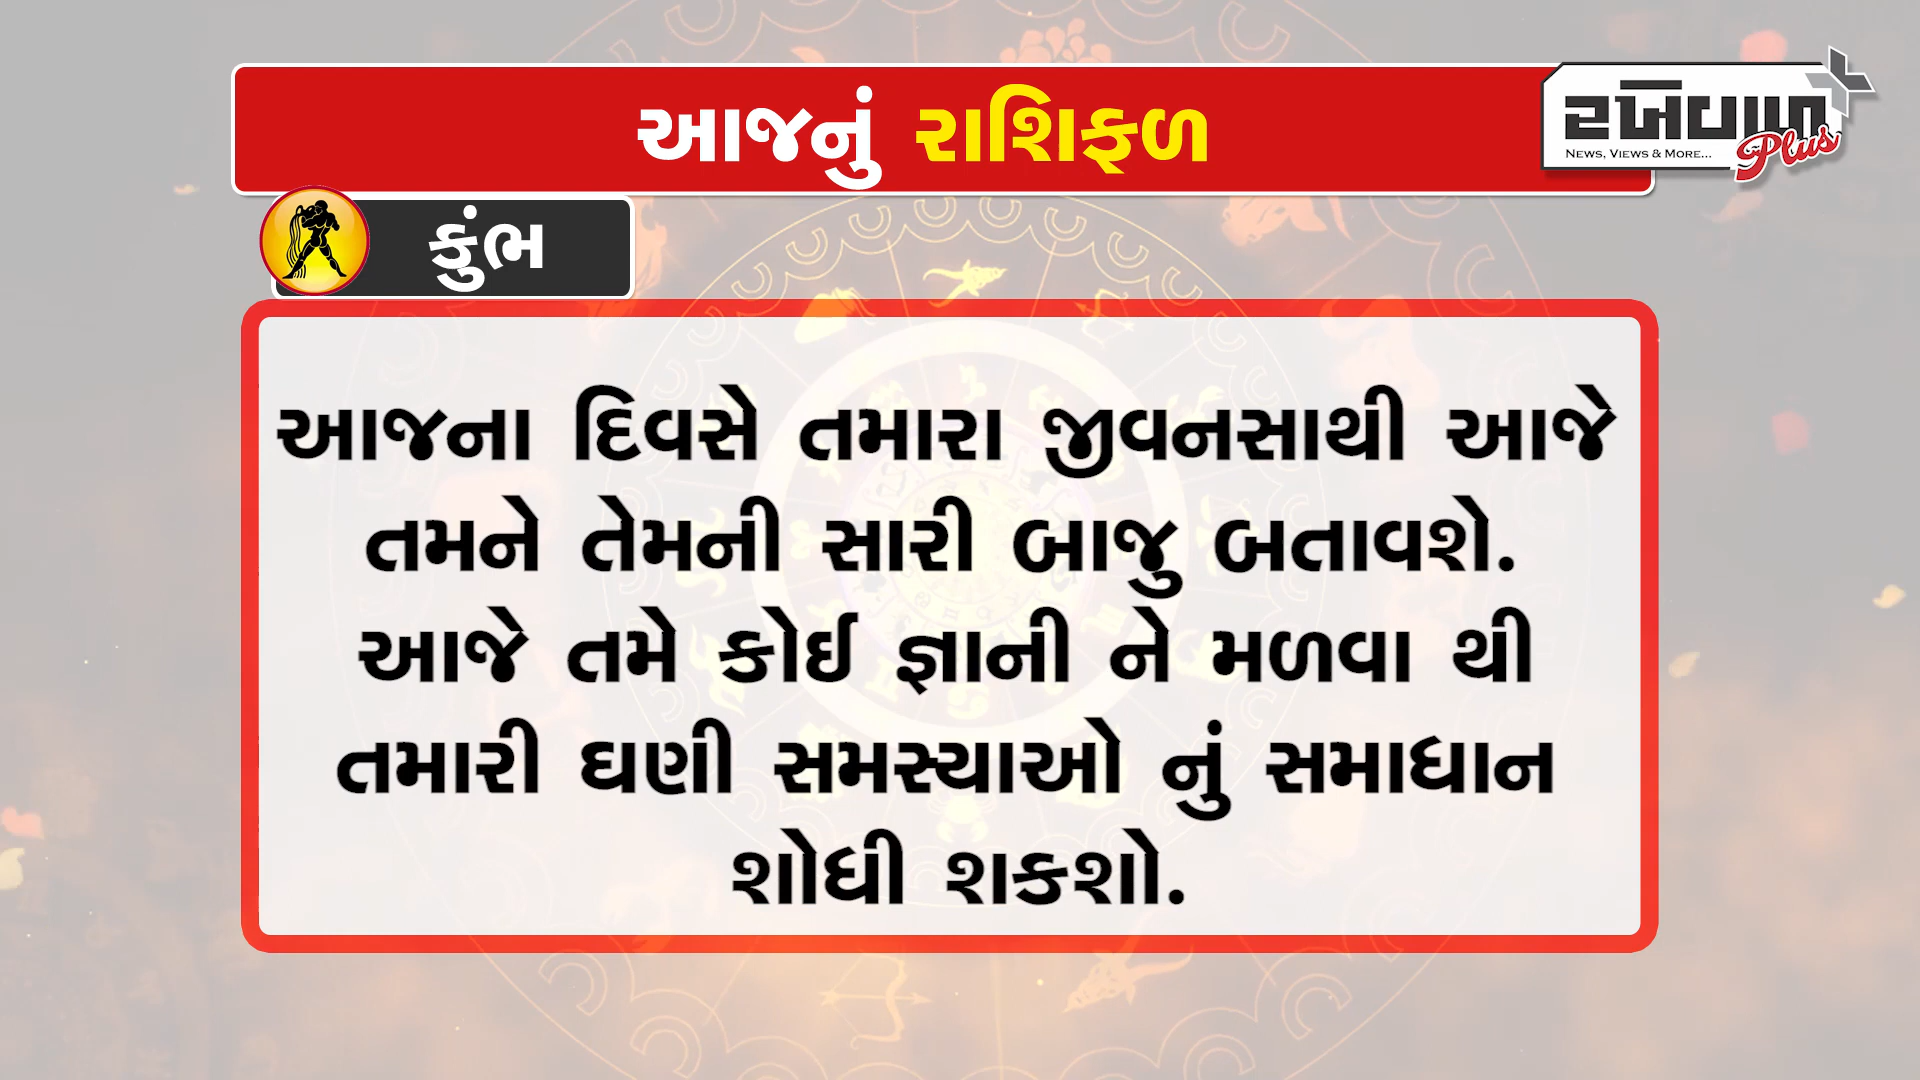 આજનું રાશિફળ
રખેવાળ
NEWS, VIEWS & MORE...
Plus
કુંભ
આજના દિવસે તમારા જીવનસાથી આજે
તમને તેમની સારી બાજુ બતાવશે.
આજે તમે કોઈ જ્ઞાની ને મળવા થી
તમારી ઘણી સમસ્યાઓ નું સમાધાન
શોધી શકશો.